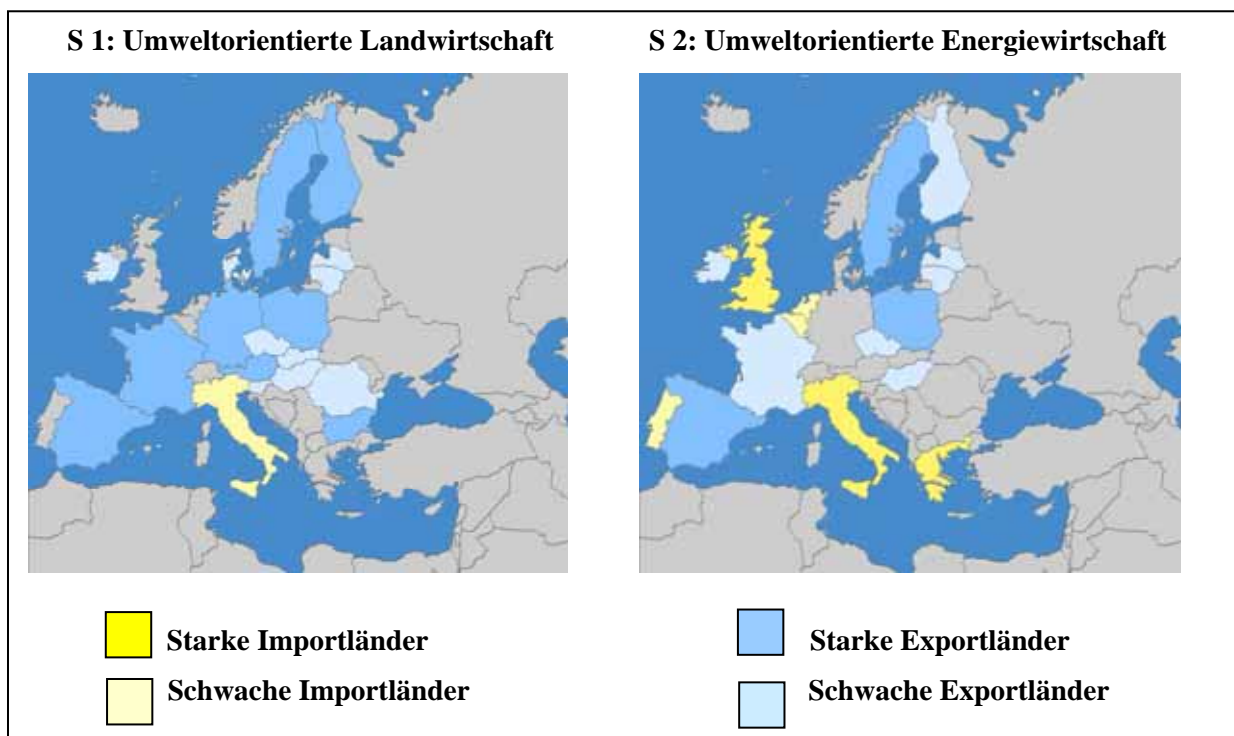 S 1: Umweltorientierte Landwirtschaft
S 2: Umweltorientierte Energiewirtschaft
Starke Importländer
Schwache Importländer
Starke Exportländer
Schwache Exportländer